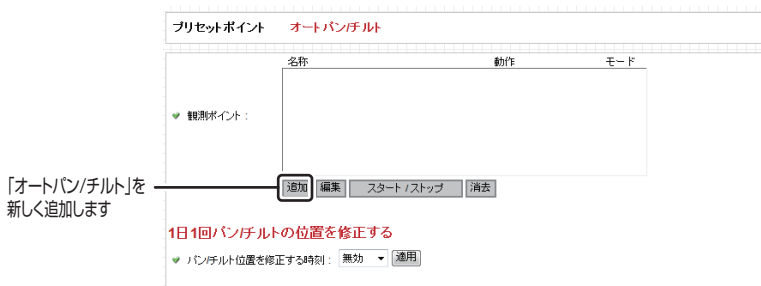 プリセットポイント オートパン/チルト
名称 動作 モード
観測ポイント :
追加 編集 スタート / ストップ 消去
「オートパン/チルト」を
新しく追加します
1日1回パン/チルトの位置を修正する
パン/チルト位置を修正する時刻 : 無効 適用